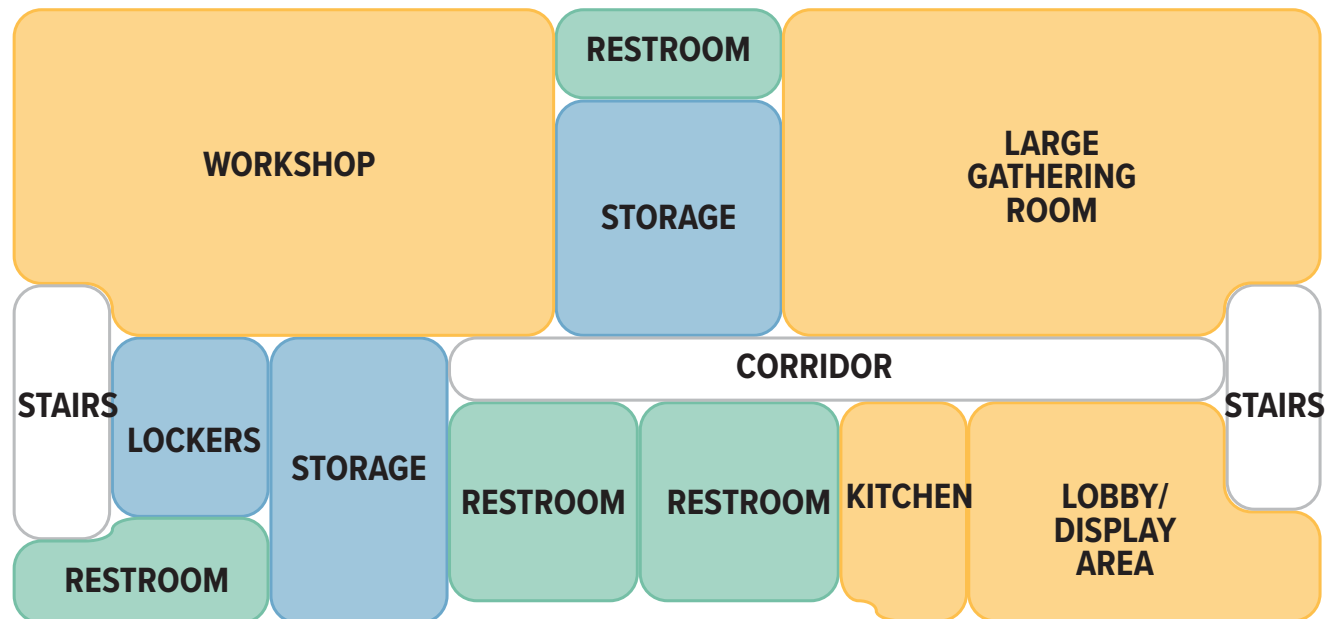 RESTROOM
WORKSHOP
STORAGE
LARGE
GATHERING
ROOM
CORRIDOR
STAIRS
LOCKERS
STORAGE
RESTROOM
RESTROOM
RESTROOM
KITCHEN
LOBBY/
DISPLAY
AREA
STAIRS